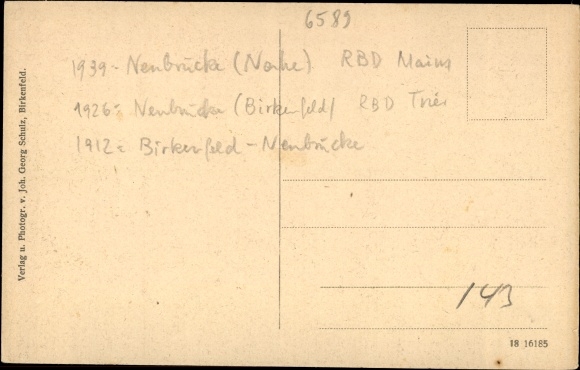 6589
1939 - Neubrücke (Nahe) RBD Mainz
1926 = Neubrücke (Birkenfeld) RBD Trier
1912 = Birkenfeld - Neubrücke
Verlag u. Photogr. v. Joh. Georg Schulz, Birkenfeld.
143
18 16185